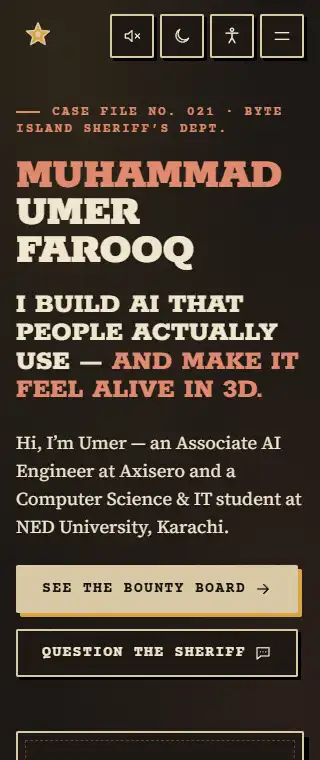 CASE FILE NO. 021 · BYTE
ISLAND SHERIFF'S DEPT.
MUHAMMAD
UMER
FAROOQ
I BUILD AI THAT
PEOPLE ACTUALLY
USE — AND MAKE IT
FEEL ALIVE IN 3D.
Hi, I’m Umer — an Associate AI
Engineer at Axisero and a
Computer Science & IT student at
NED University, Karachi.
SEE THE BOUNTY BOARD →
QUESTION THE SHERIFF